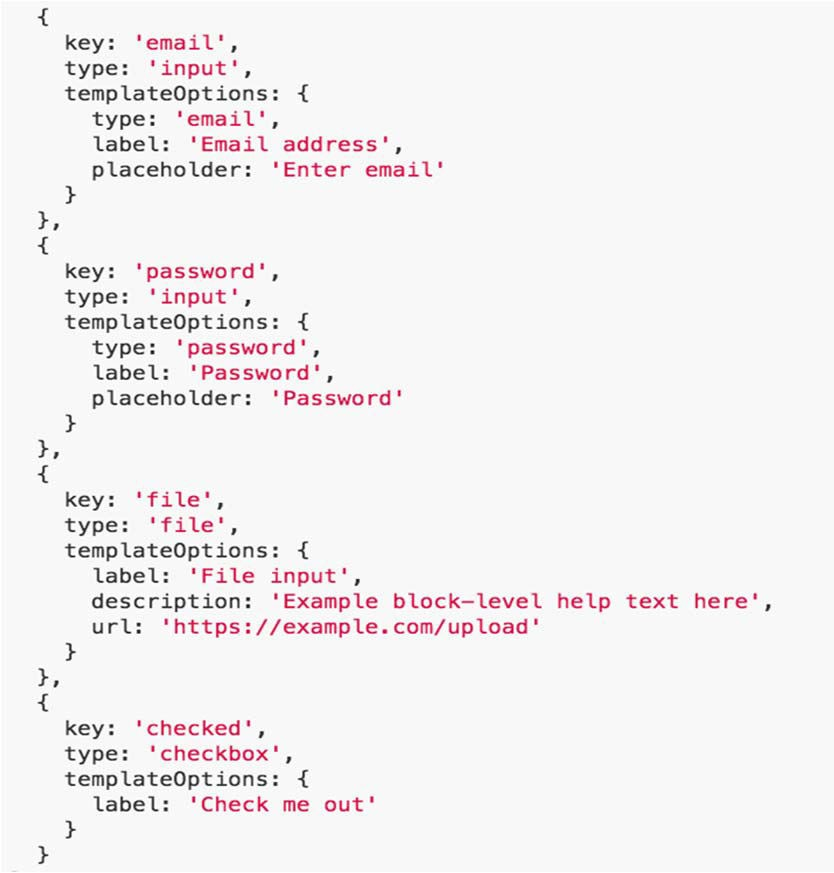 {
  key: 'email',
  type: 'input',
  templateOptions: {
    type: 'email',
    label: 'Email address',
    placeholder: 'Enter email'
  }
},
{
  key: 'password',
  type: 'input',
  templateOptions: {
    type: 'password',
    label: 'Password',
    placeholder: 'Password'
  }
},
{
  key: 'file',
  type: 'file',
  templateOptions: {
    label: 'File input',
    description: 'Example block-level help text here',
    url: 'https://example.com/upload'
  }
},
{
  key: 'checked',
  type: 'checkbox',
  templateOptions: {
    label: 'Check me out'
  }
}